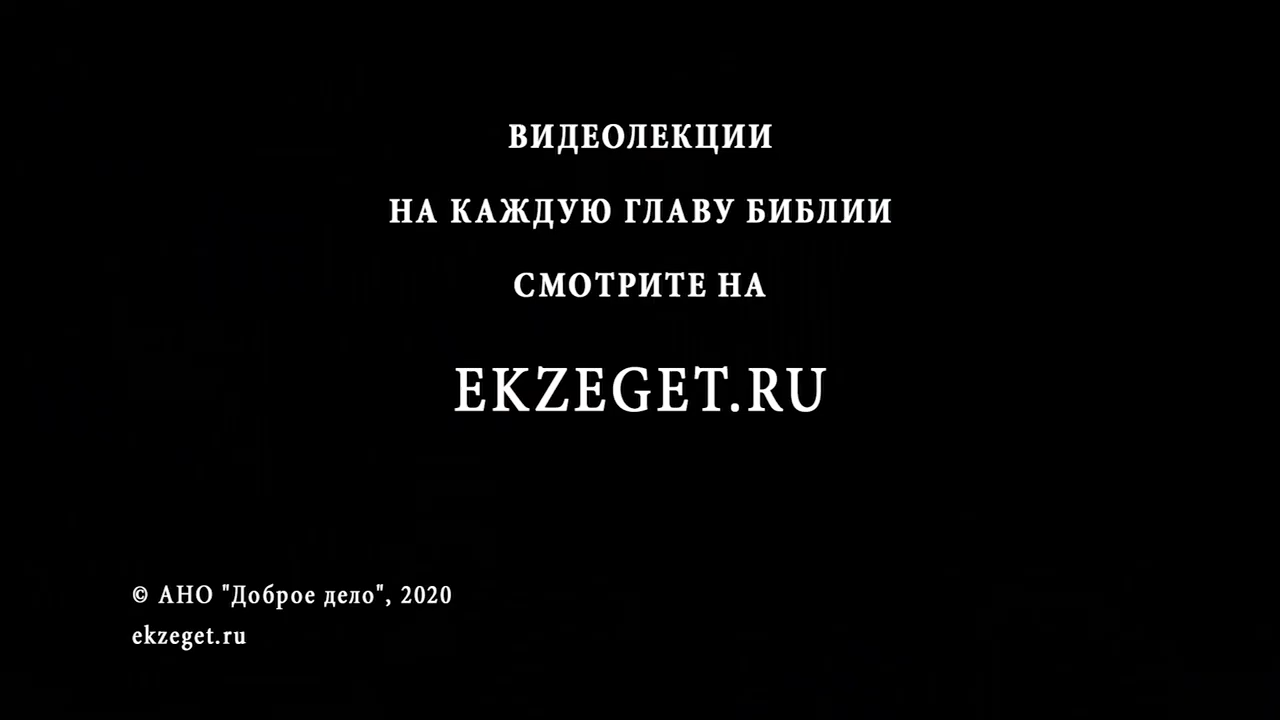 ВИДЕОЛЕКЦИИ
НА КАЖДУЮ ГЛАВУ БИБЛИИ
СМОТРИТЕ НА
EKZEGET.RU
© АНО "Доброе дело", 2020
ekzeget.ru